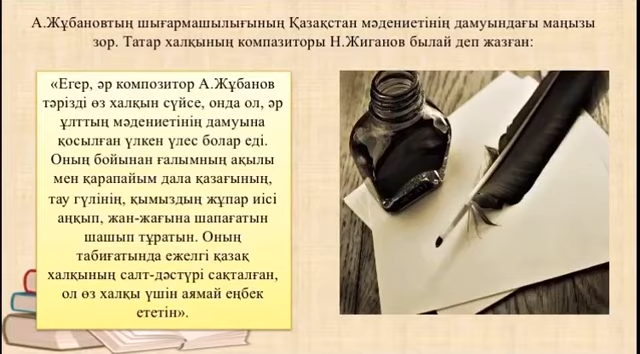 А.Жұбановтың шығармашылығының Қазақстан мәдениетінің дамуындағы маңызы
зор. Татар халқының компазиторы Н.Жиганов былай деп жазған:
«Егер, әр композитор А.Жұбанов
тәрізді өз халқын сүйсе, онда ол, әр
ұлттың мәдениетінің дамуына
қосылған үлкен үлес болар еді.
Оның бойынан ғалымның ақылы
мен қарапайым дала қазағының,
тау гүлінің, қымыздың жұпар иісі
аңқып, жан-жағына шапағатын
шашып тұратын. Оның
табиғатында ежелгі қазақ
халқының салт-дәстүрі сақталған,
ол өз халқы үшін аямай еңбек
ететін».